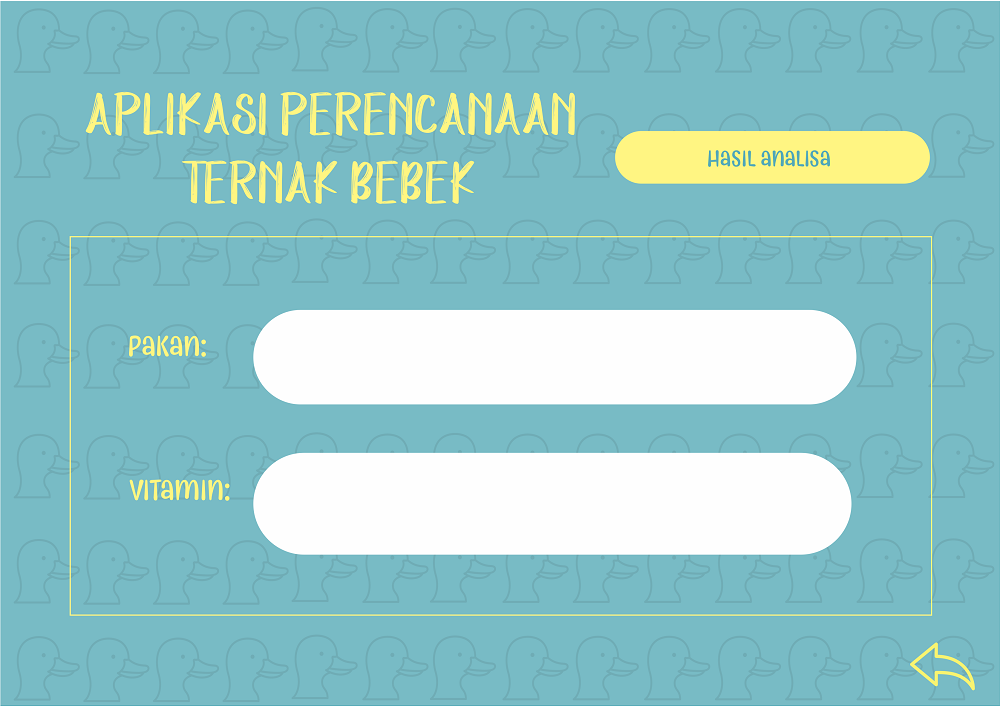 APLIKASI PERENCANAAN
TERNAK BEBEK
Hasil analisa
Pakan:
Vitamin: